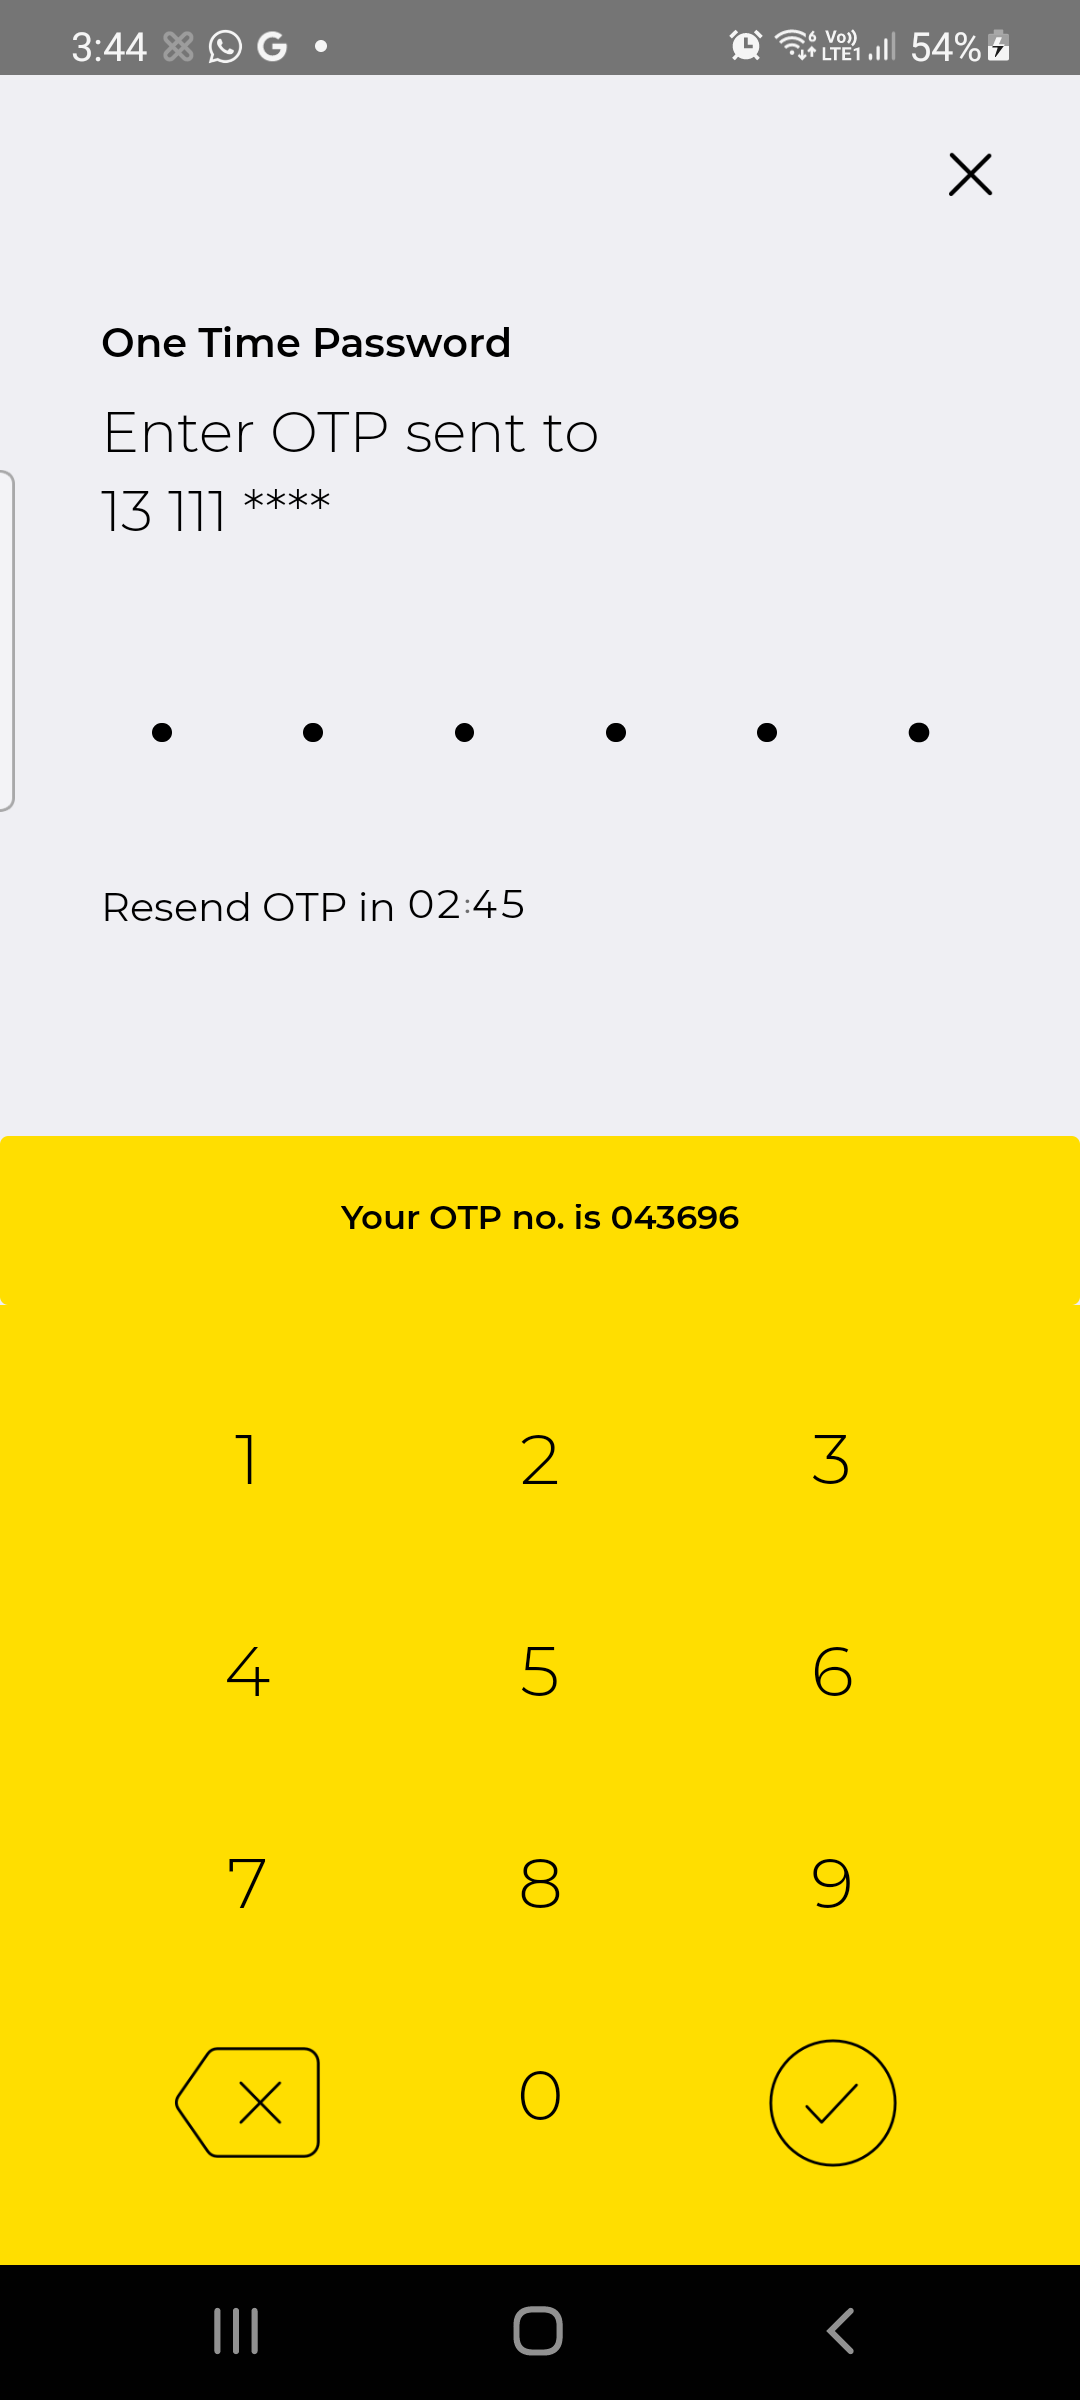 3:44
6 Vo)) LTE1 54%
One Time Password
Enter OTP sent to
13 111 ****
Resend OTP in 02:45
Your OTP no. is 043696
1 2 3
4 5 6
7 8 9
0